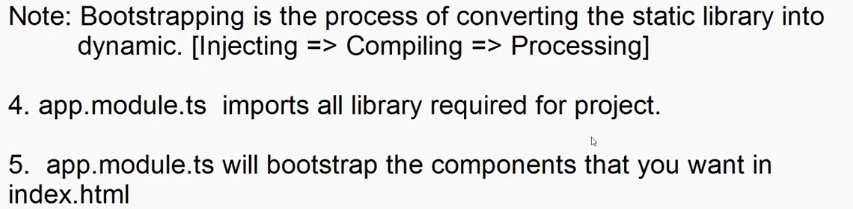 Note: Bootstrapping is the process of converting the static library into
dynamic. [Injecting => Compiling => Processing]
4. app.module.ts imports all library required for project.
5. app.module.ts will bootstrap the components that you want in
index.html